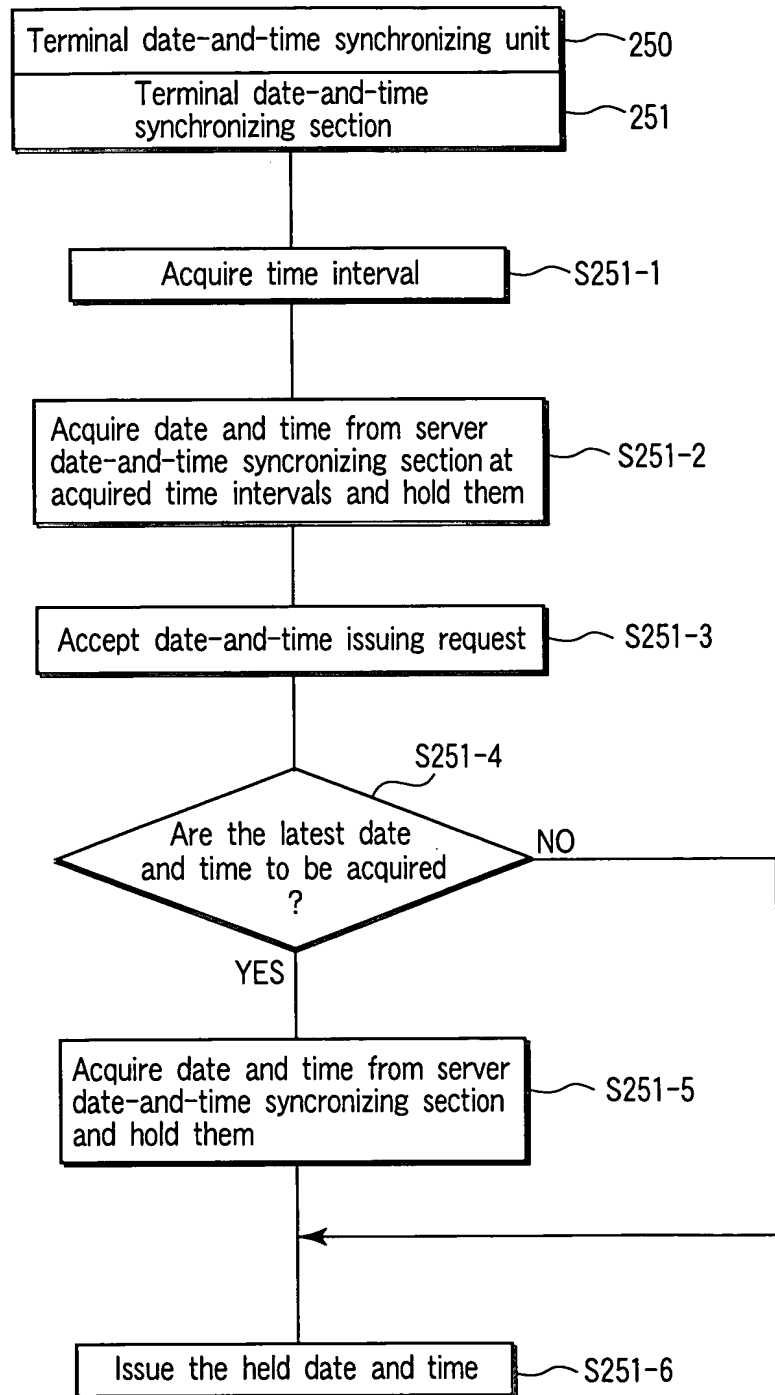 Terminal date-and-time synchronizing unit
250
Terminal date-and-time
synchronizing section
251
Acquire time interval
S251-1
Acquire date and time from server
date-and-time syncronizing section at
acquired time intervals and hold them
S251-2
Accept date-and-time issuing request
S251-3
S251-4
Are the latest date
and time to be acquired
?
NO
YES
Acquire date and time from server
date-and-time syncronizing section
and hold them
S251-5
Issue the held date and time
S251-6